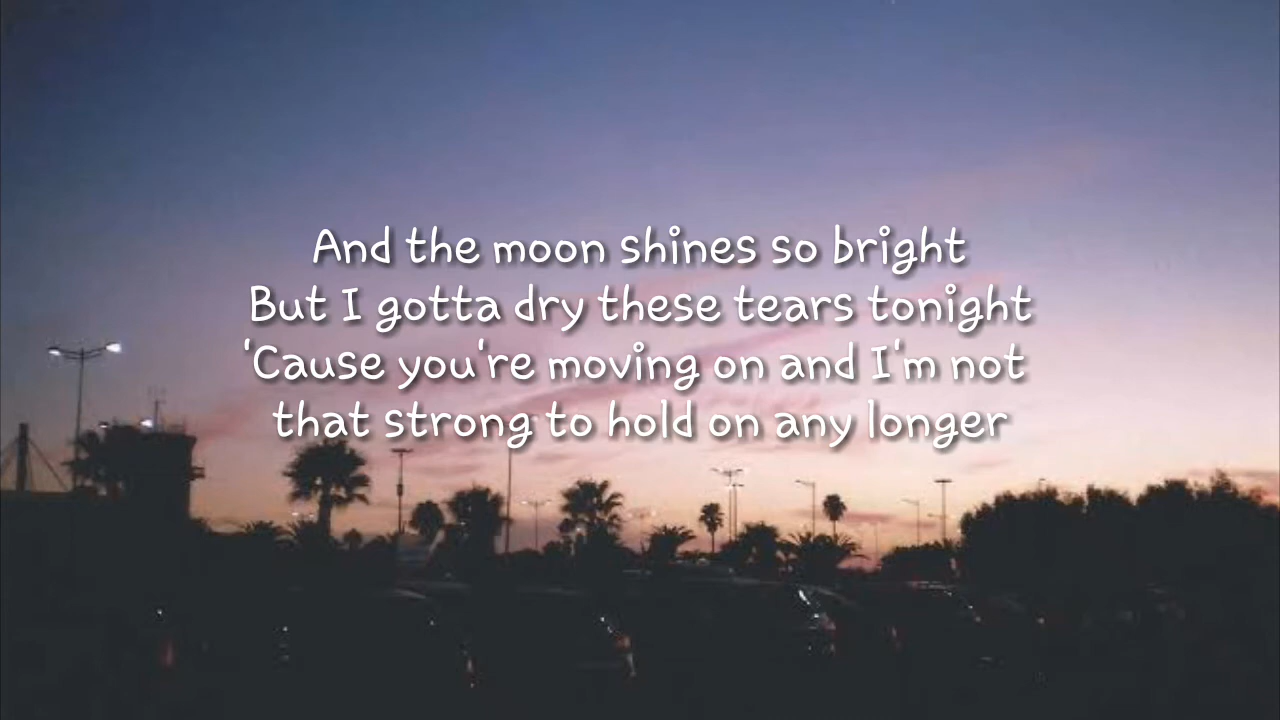 And the moon shines so bright
But I gotta dry these tears tonight
'Cause you're moving on and I'm not
that strong to hold on any longer